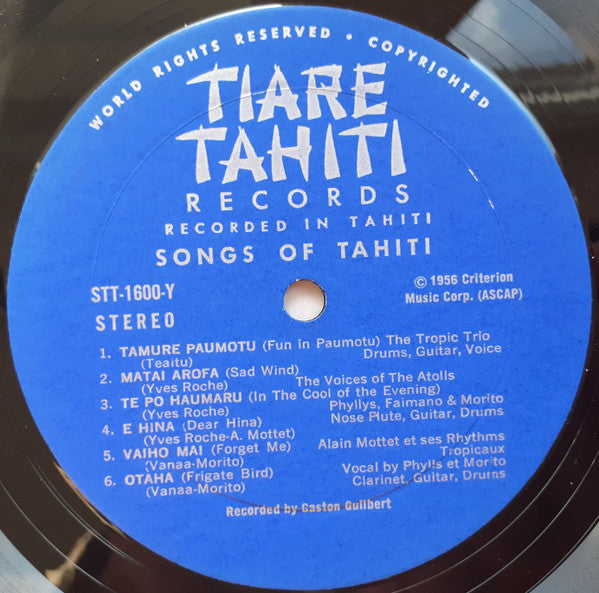 WORLD RIGHTS RESERVED • COPYRIGHTED
TIARE
TAHITI
RECORDS
RECORDED IN TAHITI
SONGS OF TAHITI
STT-1600-Y
STEREO
© 1956 Criterion
Music Corp. (ASCAP)
1. TAMURE PAUMOTU (Fun in Paumotu) The Tropic Trio
(Teaitu) Drums, Guitar, Voice
2. MATAI AROFA (Sad Wind)
(Yves Roche) The Voices of The Atolls
3. TE PO HAUMARU (In The Cool of the Evening)
(Yves Roche) Phyllys, Faimano & Morito
4. E HINA (Dear Hina) Nose Plute, Guitar, Drums
(Yves Roche-A. Mottet)
5. VAIHO MAI (Forget Me) Alain Mottet et ses Rhythms
(Vanaa-Morito) Tropicaux
6. OTAHA (Frigate Bird) Vocal by Phylls et Morito
(Vanaa-Morito) Clarinet, Guitar, Drums
Recorded by Gaston Guilbert